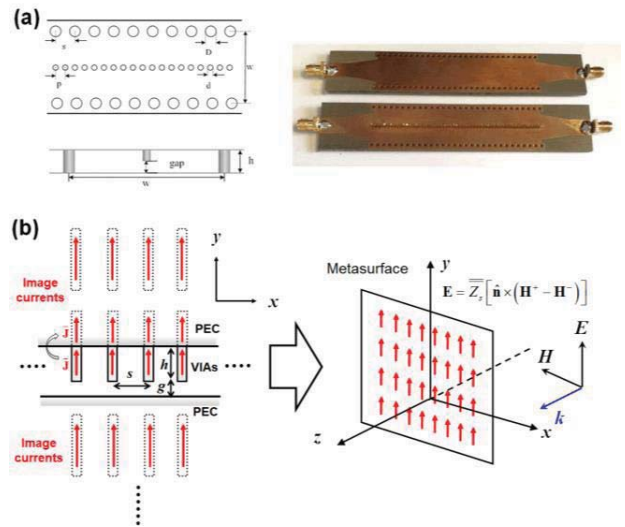 (a)
s
D
w
p
d
gap
h
w
(b)
Image
currents
y
x
PEC
J
J
VIAs
h
s
g
PEC
Image
currents
Metasurface
y
E = Z̿ₛ [n̂ × (H⁺ − H⁻)]
E
H
k
x
z